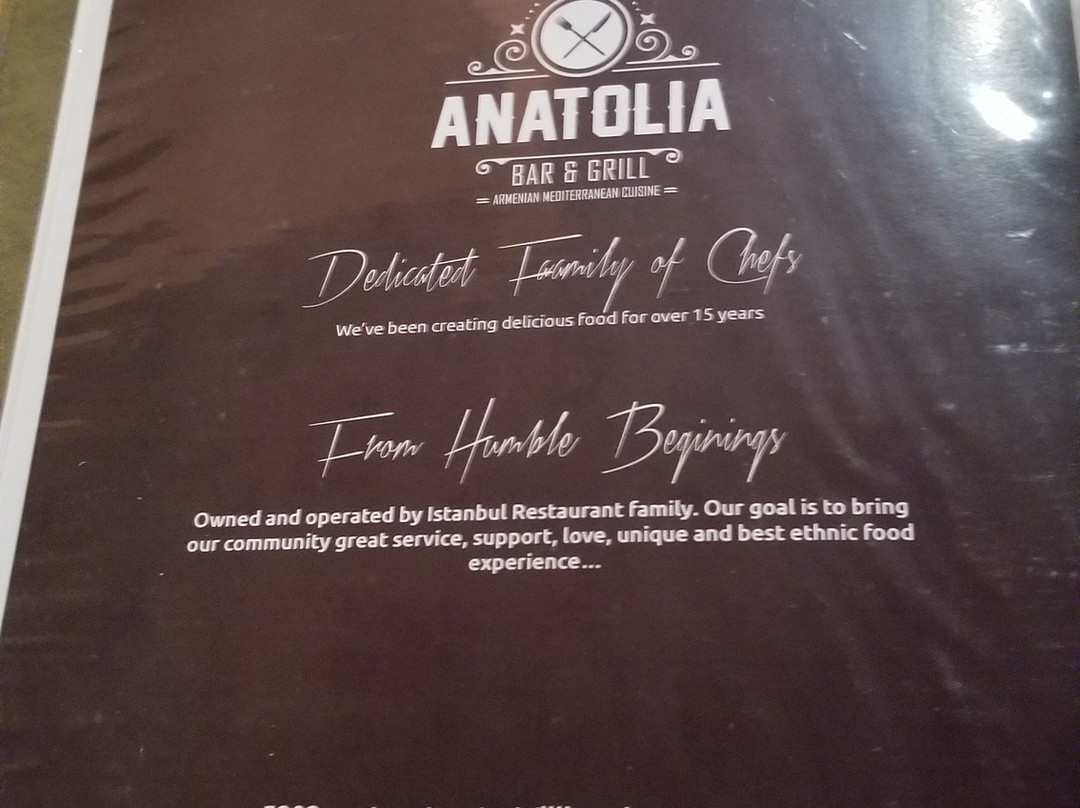 ANATOLIA
BAR & GRILL
ARMENIAN MEDITERRANEAN CUISINE
Dedicated Faamily of Chefs
We've been creating delicious food for over 15 years
From Humble Beginings
Owned and operated by Istanbul Restaurant family. Our goal is to bring
our community great service, support, love, unique and best ethnic food
experience...